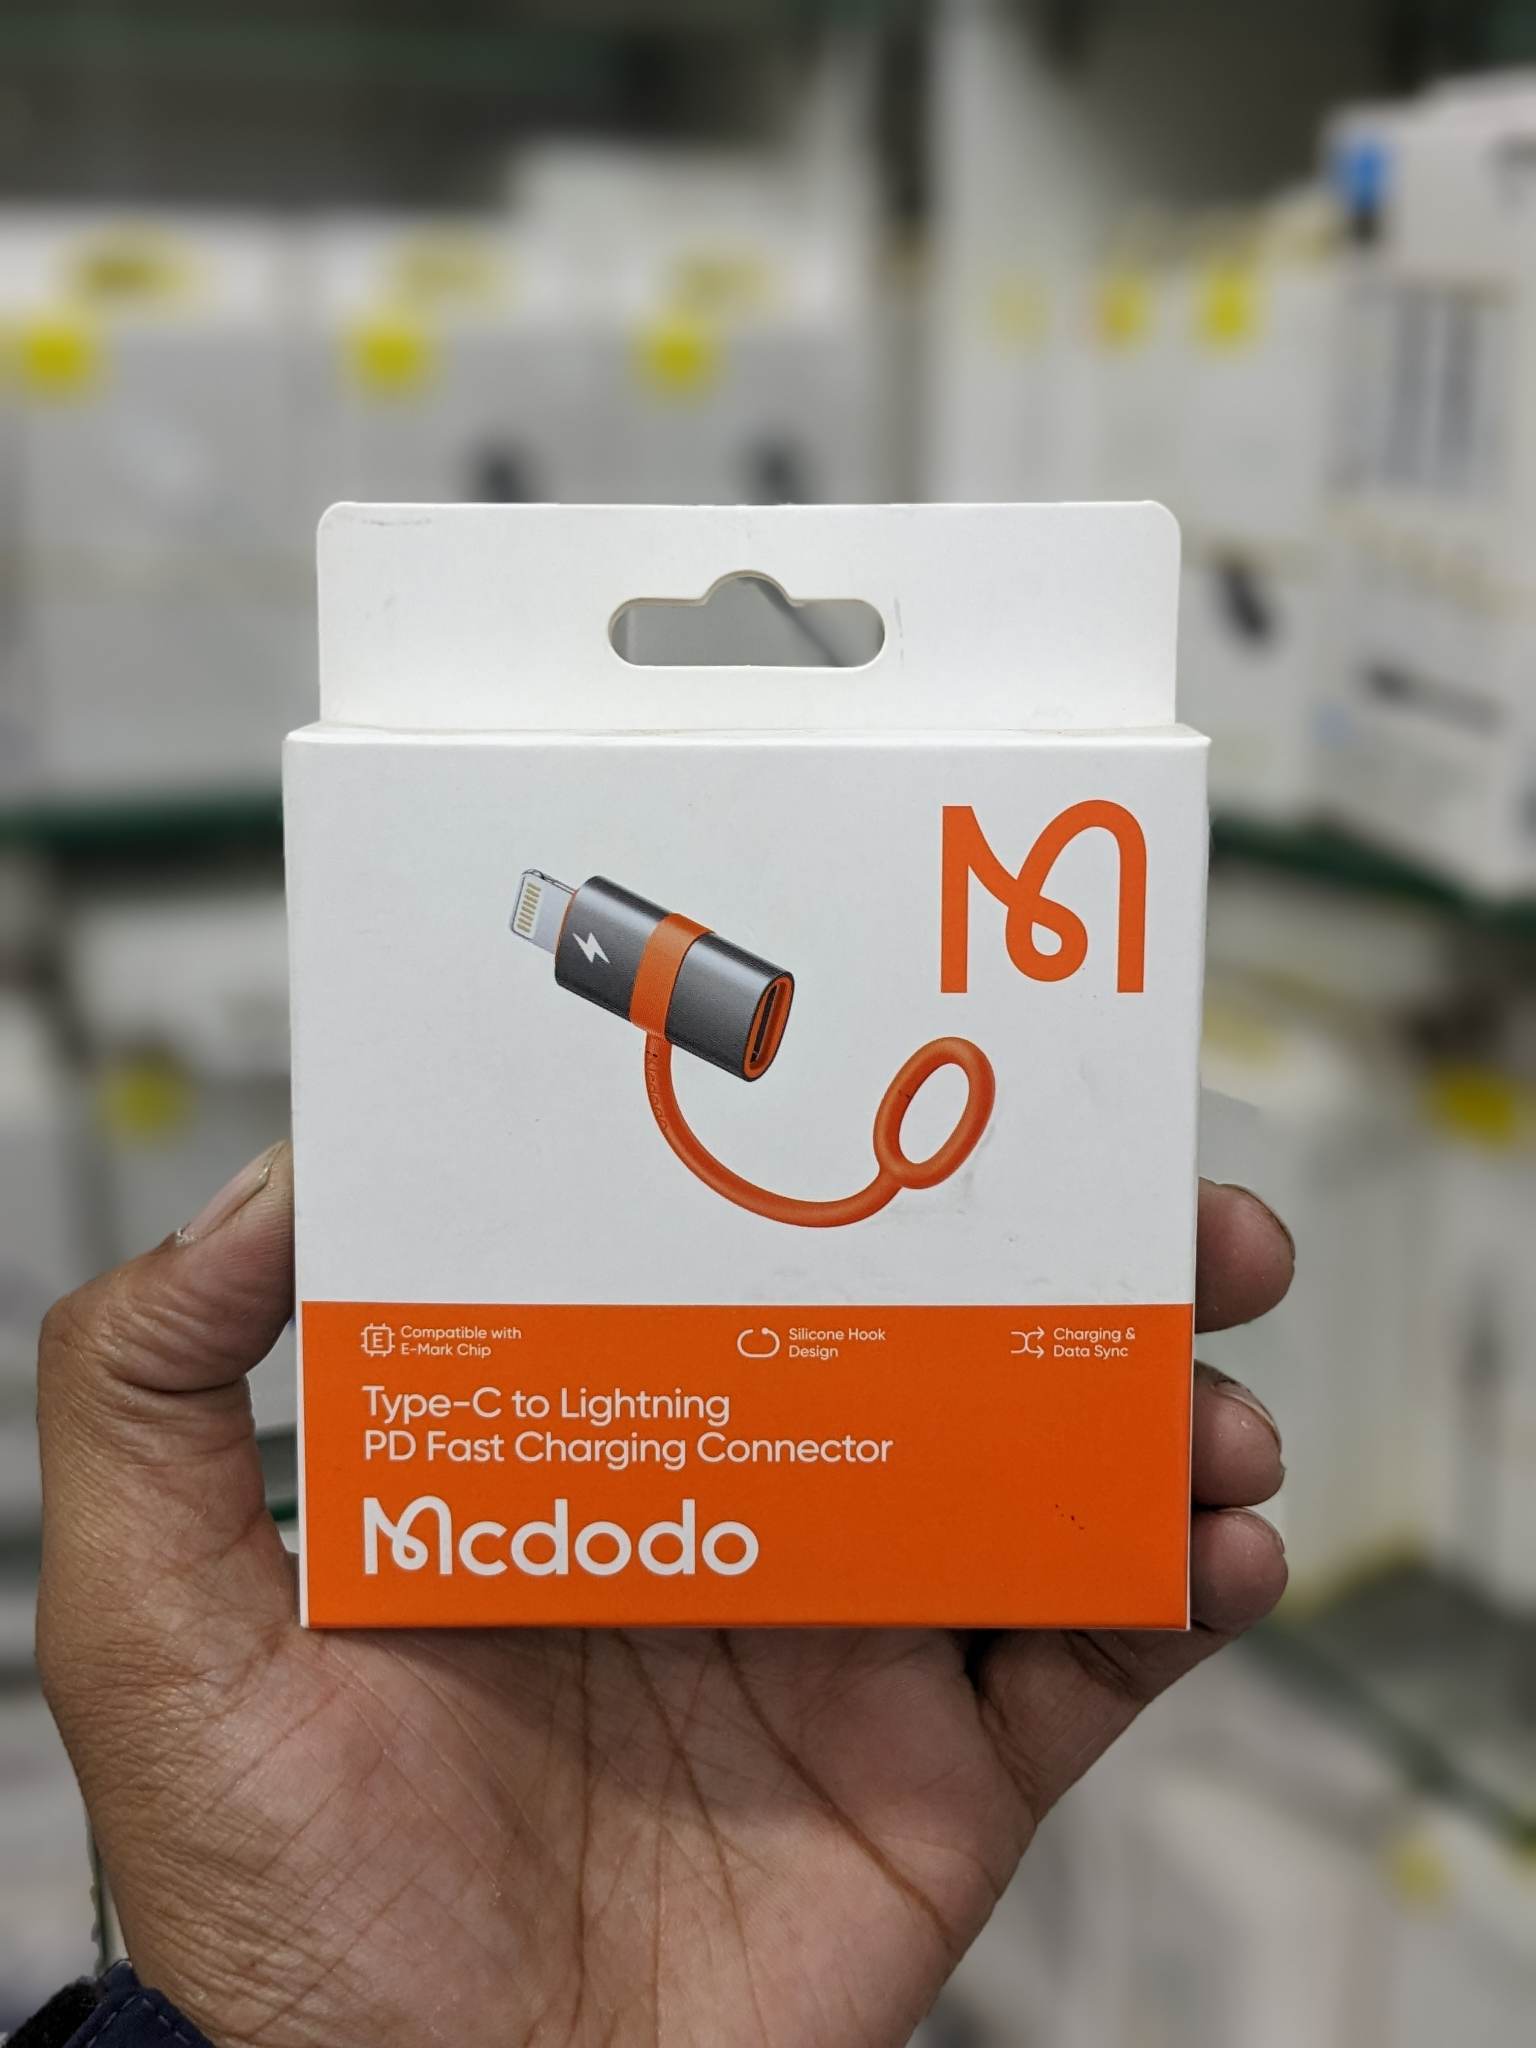 Compatible with
E-Mark Chip
Silicone Hook
Design
Charging &
Data Sync
Type-C to Lightning
PD Fast Charging Connector
Mcdodo